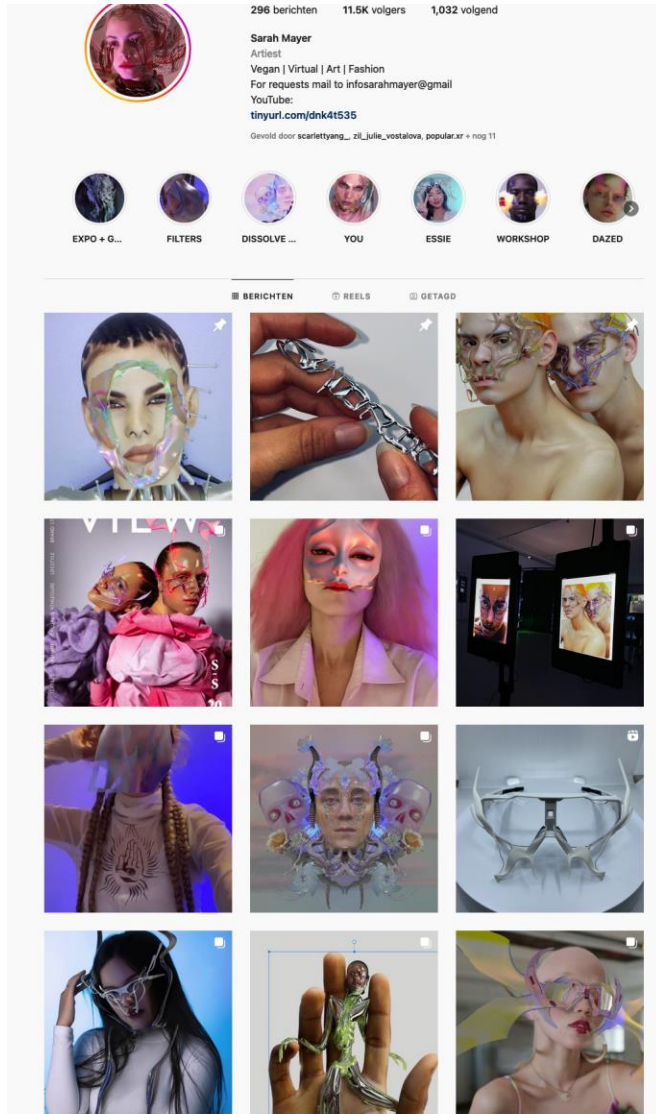 296 berichten 11.5K volgers 1,032 volgend
Sarah Mayer
Artiest
Vegan | Virtual | Art | Fashion
For requests mail to infosarahmayer@gmail
YouTube:
tinyurl.com/dnk4t535
Gevold door scarlettyang_, zil_julie_vostalova, popular.xr + nog 11
EXPO + G... FILTERS DISSOLVE ... YOU ESSIE WORKSHOP DAZED
BERICHTEN REELS GETAGD
VIEW
S-S
20